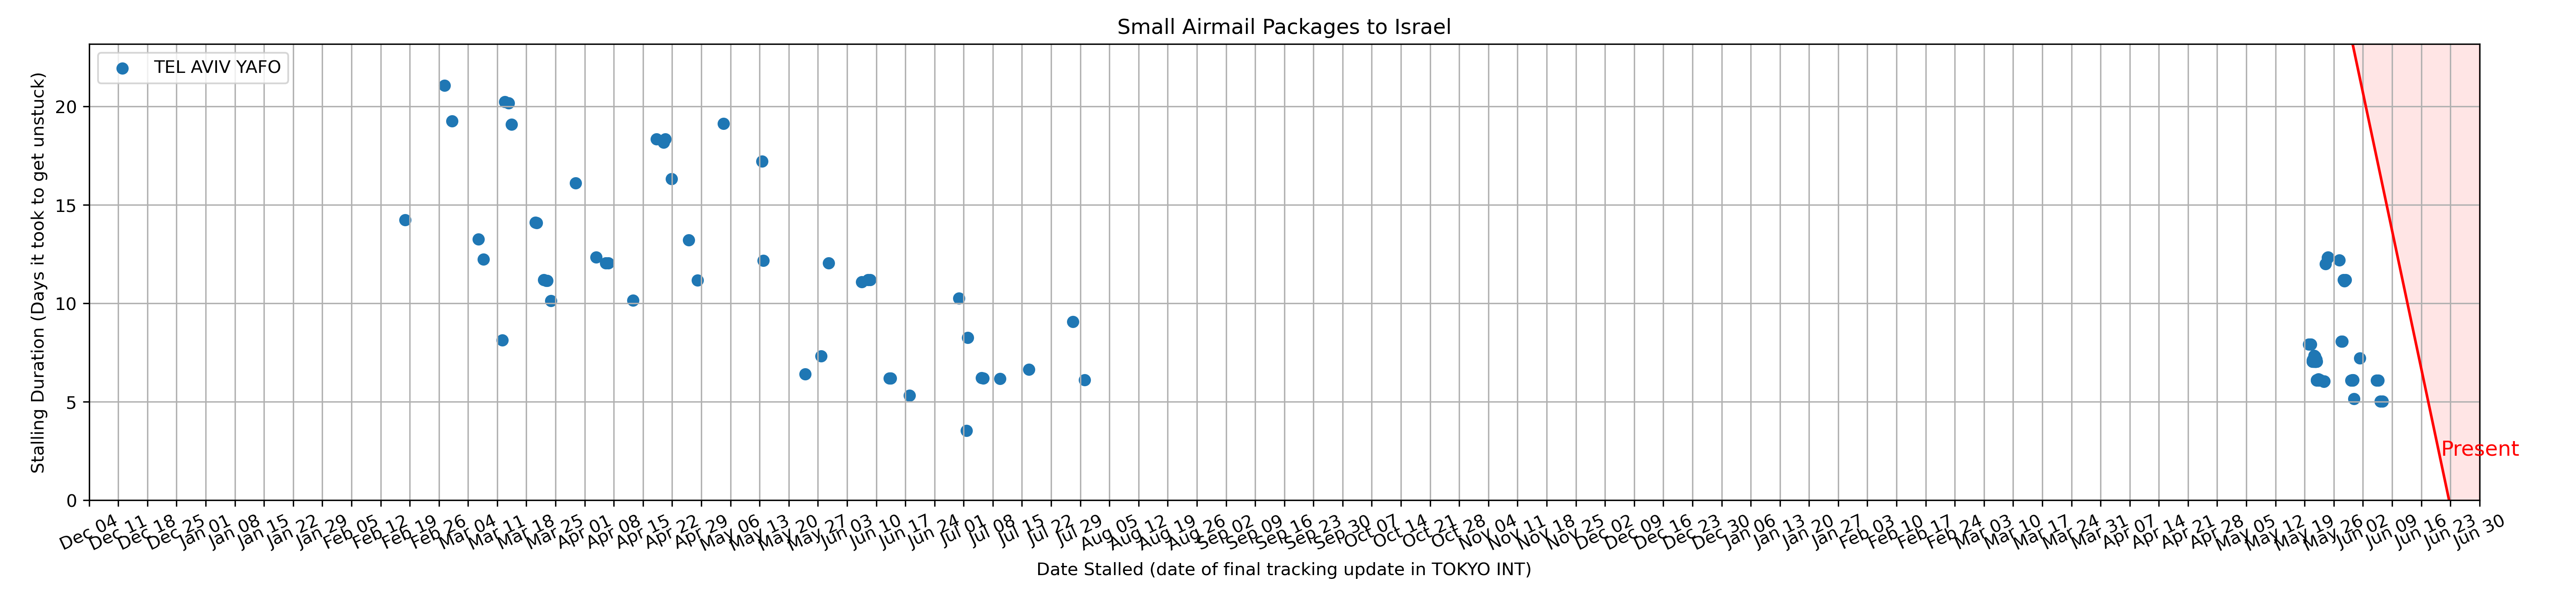 Small Airmail Packages to Israel
TEL AVIV YAFO
Stalling Duration (Days it took to get unstuck)
20
15
10
5
0
Present
Dec 04 Dec 11 Dec 18 Dec 25 Jan 01 Jan 08 Jan 15 Jan 22 Jan 29 Feb 05 Feb 12 Feb 19 Feb 26 Mar 04 Mar 11 Mar 18 Mar 25 Apr 01 Apr 08 Apr 15 Apr 22 Apr 29 May 06 May 13 May 20 May 27 Jun 03 Jun 10 Jun 17 Jun 24 Jul 01 Jul 08 Jul 15 Jul 22 Jul 29 Aug 05 Aug 12 Aug 19 Aug 26 Sep 02 Sep 09 Sep 16 Sep 23 Sep 30 Oct 07 Oct 14 Oct 21 Oct 28 Nov 04 Nov 11 Nov 18 Nov 25 Dec 02 Dec 09 Dec 16 Dec 23 Dec 30 Jan 06 Jan 13 Jan 20 Jan 27 Feb 03 Feb 10 Feb 17 Feb 24 Mar 03 Mar 10 Mar 17 Mar 24 Mar 31 Apr 07 Apr 14 Apr 21 Apr 28 May 05 May 12 May 19 May 26 Jun 02 Jun 09 Jun 16 Jun 23 Jun 30
Date Stalled (date of final tracking update in TOKYO INT)